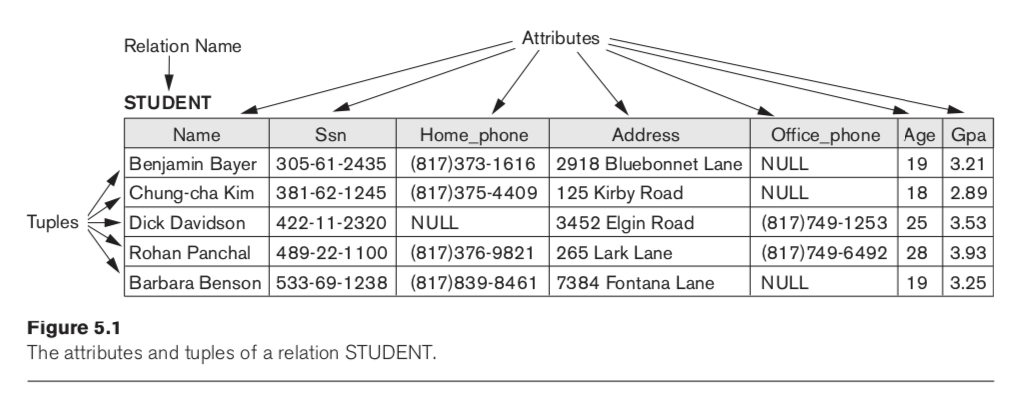 Attributes
Relation Name
STUDENT
Name Ssn Home_phone Address Office_phone Age Gpa
Benjamin Bayer 305-61-2435 (817)373-1616 2918 Bluebonnet Lane NULL 19 3.21
Chung-cha Kim 381-62-1245 (817)375-4409 125 Kirby Road NULL 18 2.89
Tuples Dick Davidson 422-11-2320 NULL 3452 Elgin Road (817)749-1253 25 3.53
Rohan Panchal 489-22-1100 (817)376-9821 265 Lark Lane (817)749-6492 28 3.93
Barbara Benson 533-69-1238 (817)839-8461 7384 Fontana Lane NULL 19 3.25
Figure 5.1
The attributes and tuples of a relation STUDENT.